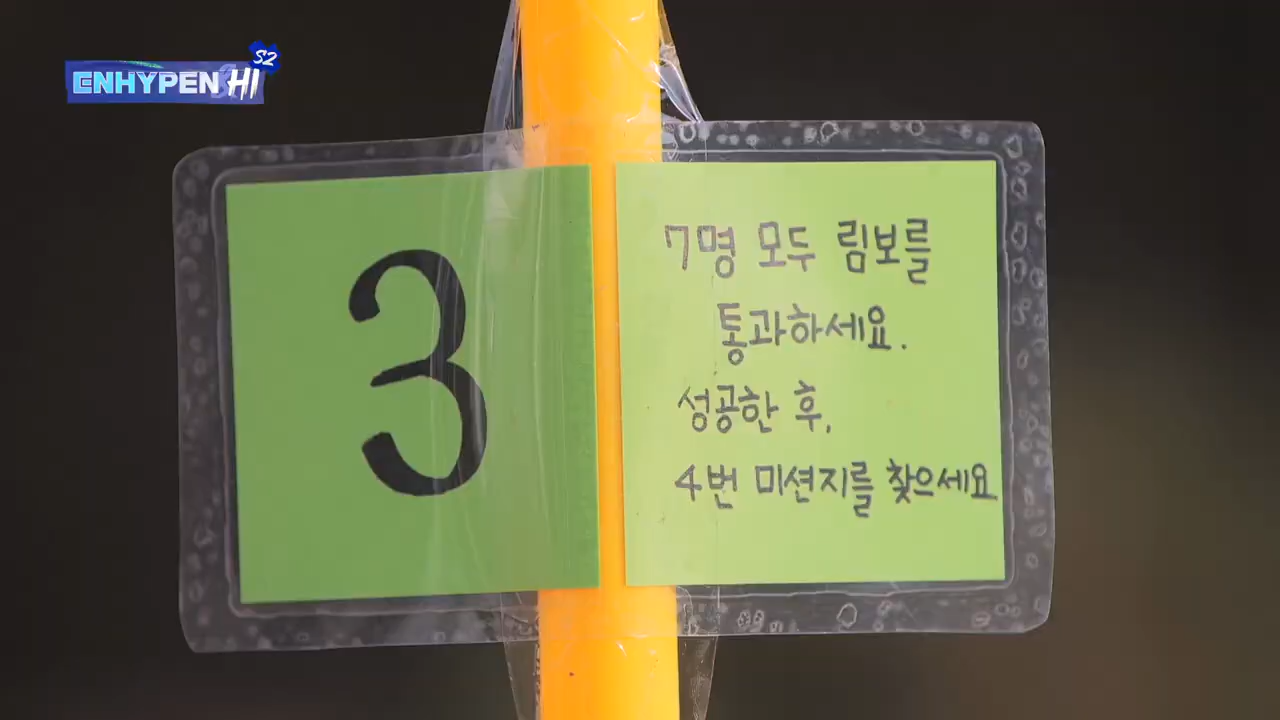 ENHYPEN HI S2
3
7명 모두 림보를
통과하세요.
성공한 후,
4번 미션지를 찾으세요